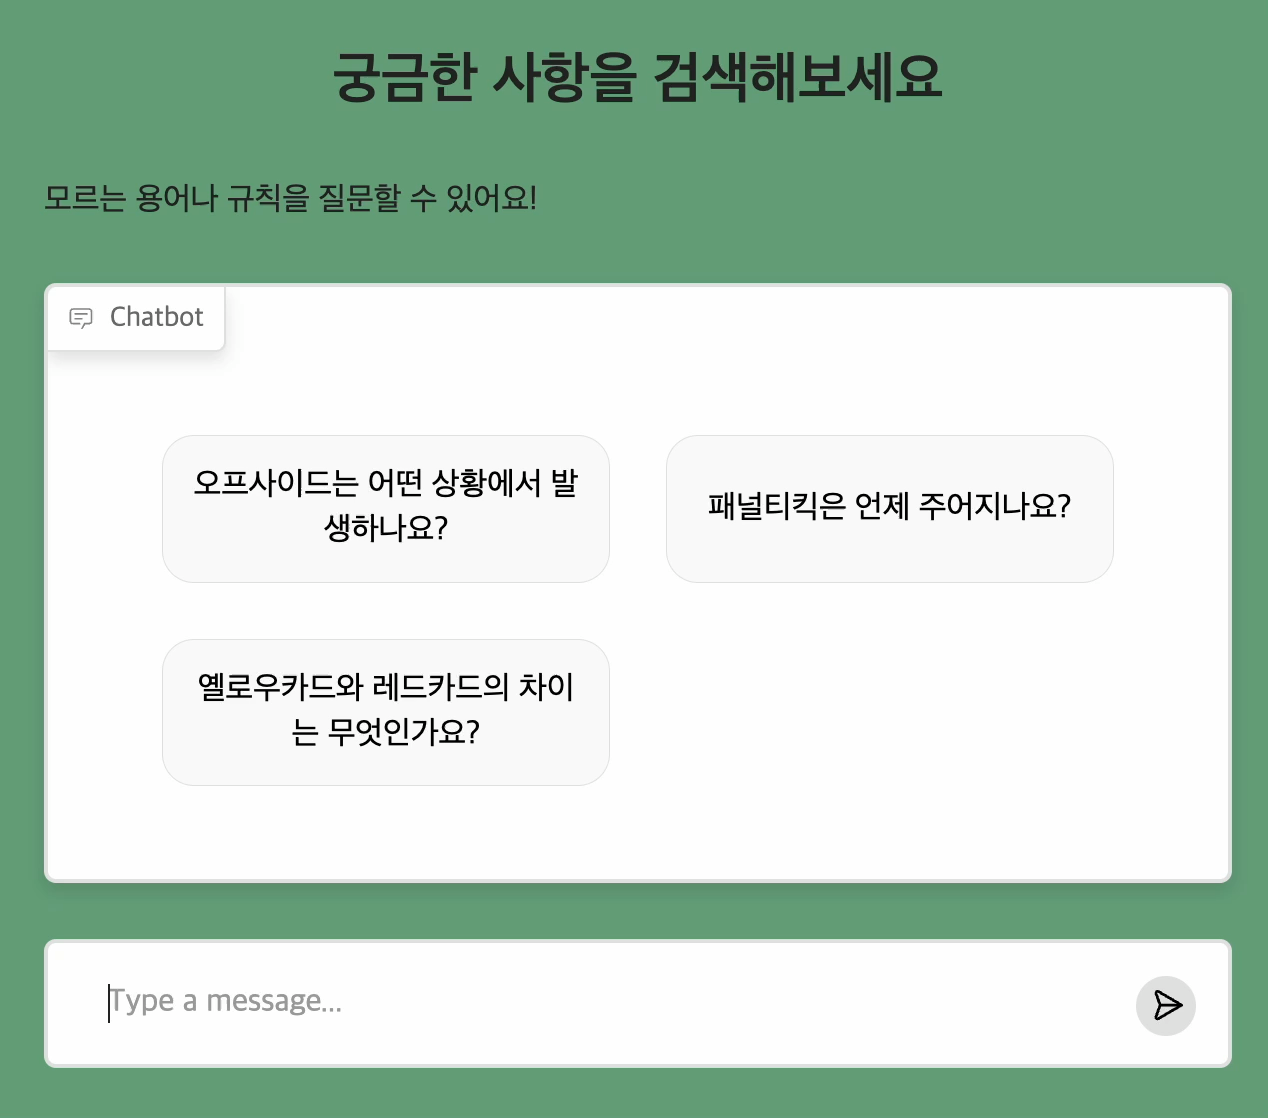 궁금한 사항을 검색해보세요
모르는 용어나 규칙을 질문할 수 있어요!
Chatbot
오프사이드는 어떤 상황에서 발
생하나요?
패널티킥은 언제 주어지나요?
옐로우카드와 레드카드의 차이
는 무엇인가요?
Type a message...